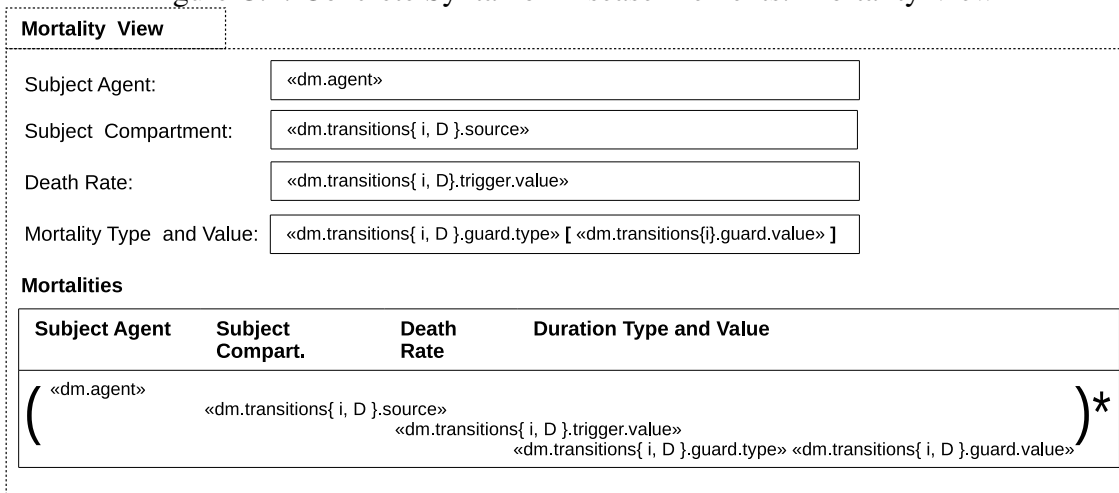 Mortality View
Subject Agent: «dm.agent»
Subject Compartment: «dm.transitions{ i, D }.source»
Death Rate: «dm.transitions{ i, D}.trigger.value»
Mortality Type and Value: «dm.transitions{ i, D }.guard.type» [ «dm.transitions{i}.guard.value» ]
Mortalities
Subject Agent Subject Compart. Death Rate Duration Type and Value
( «dm.agent»
«dm.transitions{ i, D }.source»
«dm.transitions{ i, D }.trigger.value»
«dm.transitions{ i, D }.guard.type» «dm.transitions{ i, D }.guard.value» )*